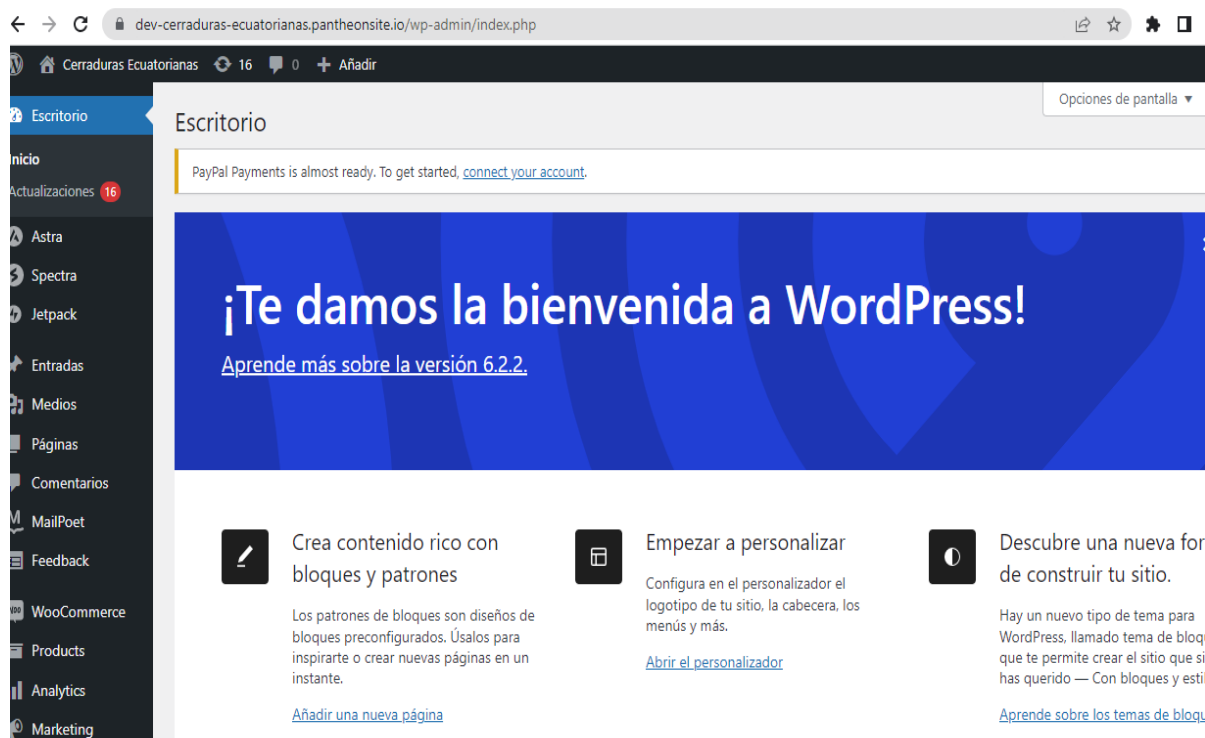 dev-cerraduras-ecuatorianas.pantheonsite.io/wp-admin/index.php
Cerraduras Ecuatorianas 16 0 + Añadir
Opciones de pantalla ▼
Escritorio
Inicio
Actualizaciones 16
Astra
Spectra
Jetpack
Entradas
Medios
Páginas
Comentarios
MailPoet
Feedback
WooCommerce
Products
Analytics
Marketing
Escritorio
PayPal Payments is almost ready. To get started, connect your account.
¡Te damos la bienvenida a WordPress!
Aprende más sobre la versión 6.2.2.
Crea contenido rico con
bloques y patrones
Los patrones de bloques son diseños de
bloques preconfigurados. Úsalos para
inspirarte o crear nuevas páginas en un
instante.
Añadir una nueva página
Empezar a personalizar
Configura en el personalizador el
logotipo de tu sitio, la cabecera, los
menús y más.
Abrir el personalizador
Descubre una nueva for
de construir tu sitio.
Hay un nuevo tipo de tema para
WordPress, llamado tema de bloqu
que te permite crear el sitio que si
has querido — Con bloques y esti
Aprende sobre los temas de bloqu